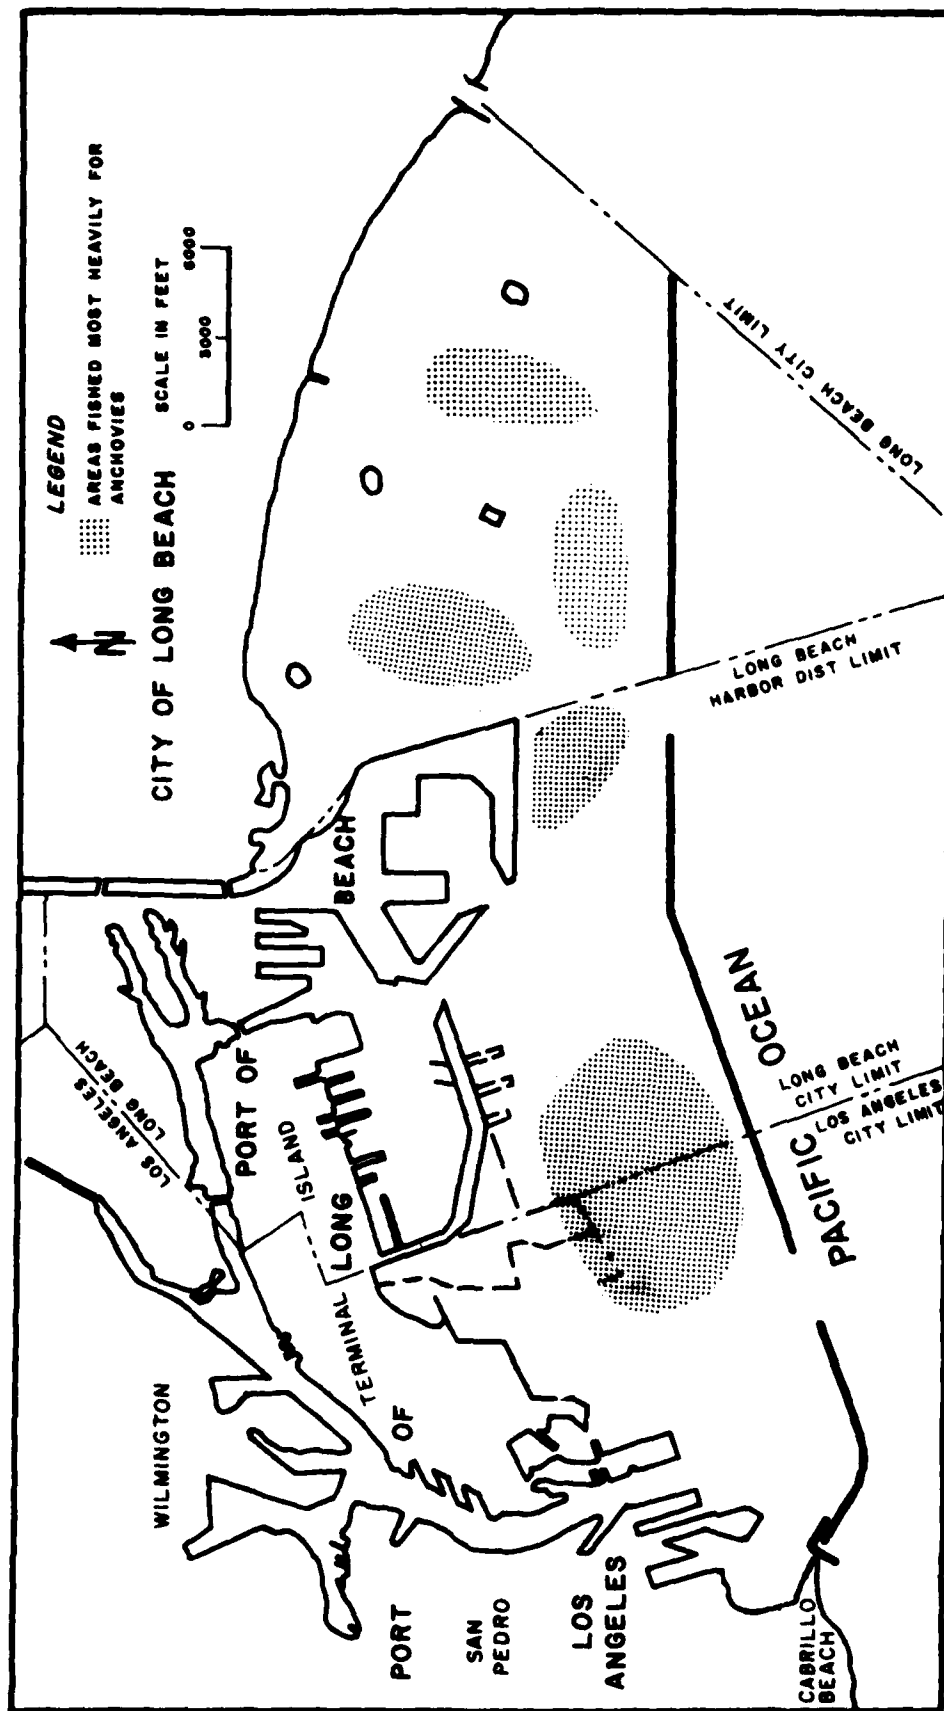 LEGEND
AREAS FISHED MOST HEAVILY FOR
ANCHOVIES
N
SCALE IN FEET
0 3000 6000
CITY OF LONG BEACH
WILMINGTON
LOS ANGELES
LONG BEACH
PORT OF
LONG
BEACH
TERMINAL
ISLAND
PORT
OF
LOS
ANGELES
SAN
PEDRO
CABRILLO
BEACH
PACIFIC
OCEAN
LONG BEACH
CITY LIMIT
LOS ANGELES
CITY LIMIT
LONG BEACH
HARBOR DIST LIMIT
LONG BEACH CITY LIMIT